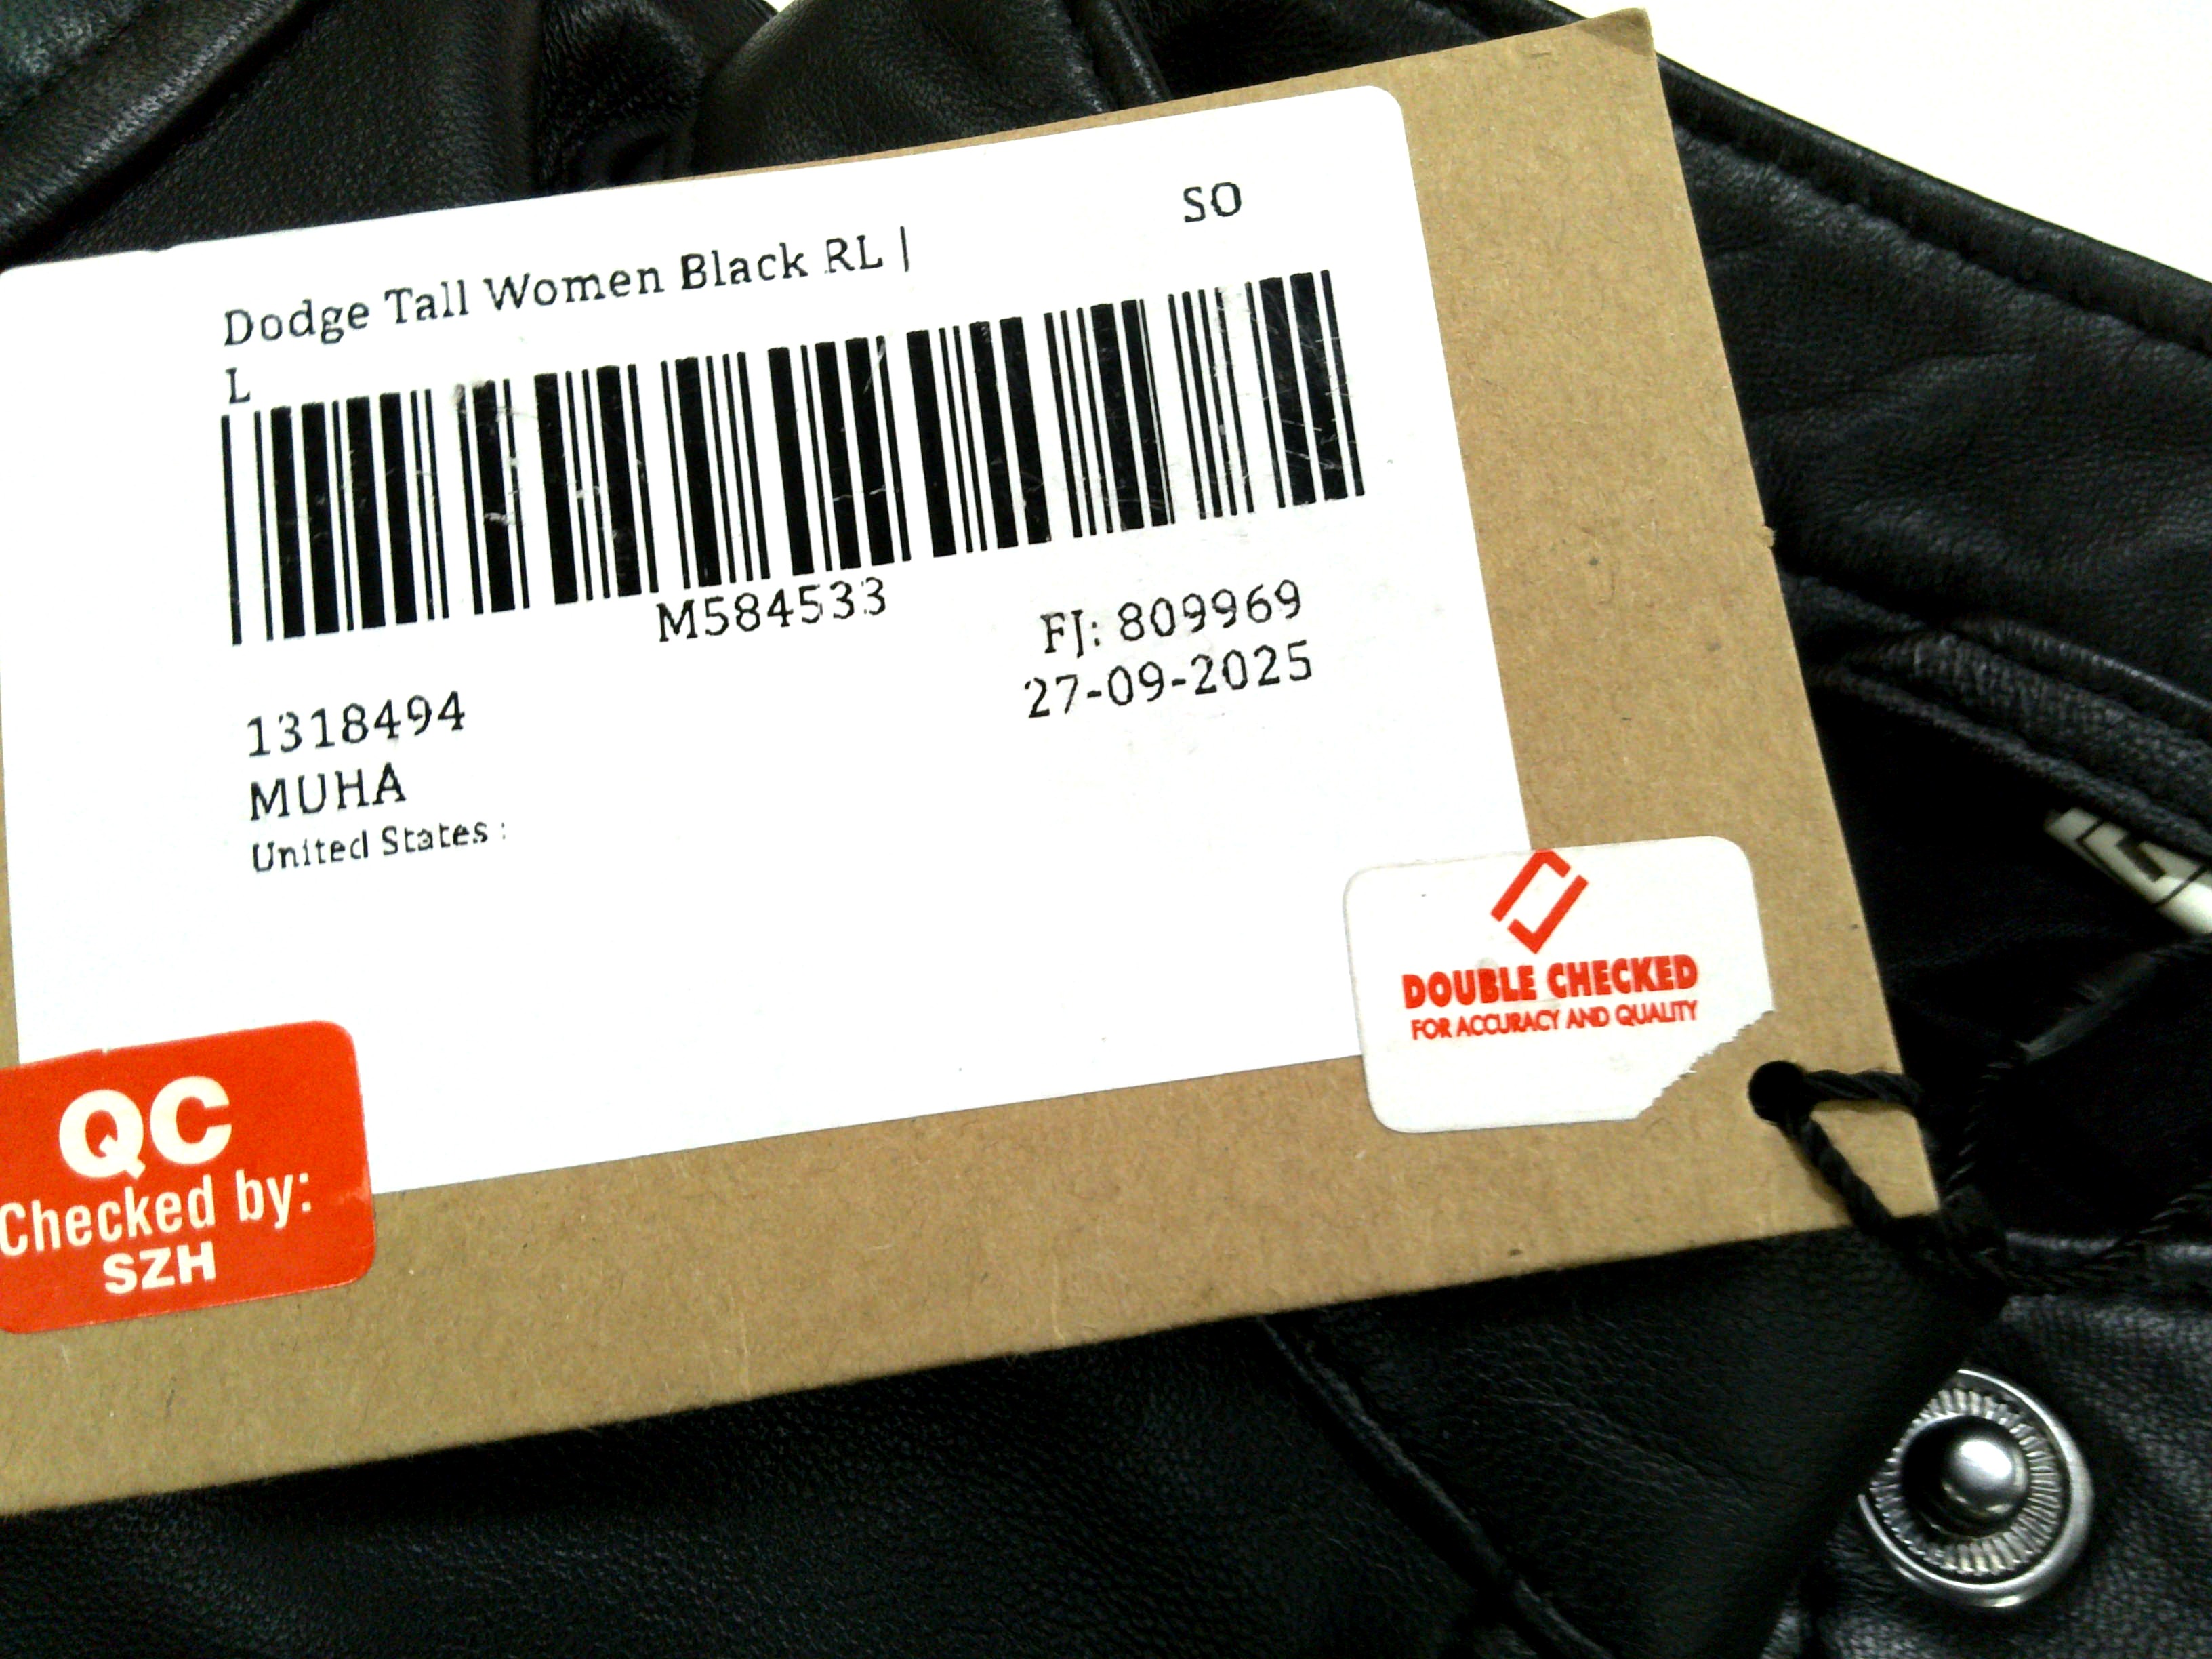 SO
Dodge Tall Women Black RL |
L
M584533
FJ: 809969
27-09-2025
1318494
MUHA
United States :
DOUBLE CHECKED
FOR ACCURACY AND QUALITY
QC
Checked by:
SZH